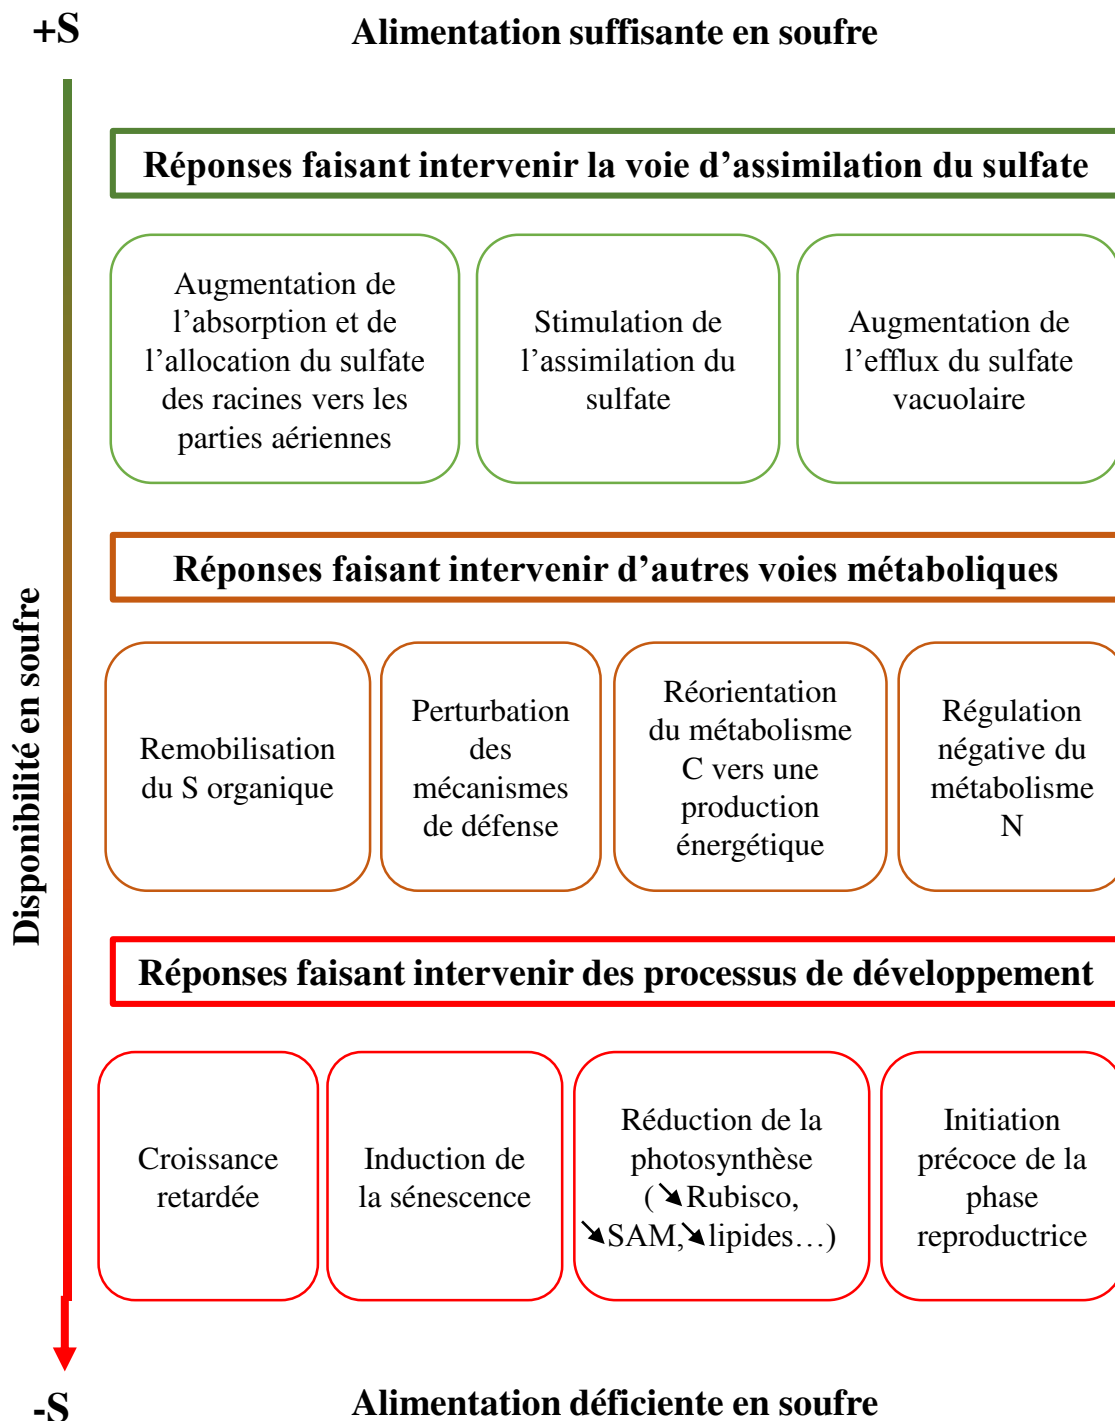 +S
Alimentation suffisante en soufre
Réponses faisant intervenir la voie d’assimilation du sulfate
Augmentation de
l’absorption et de
l’allocation du sulfate
des racines vers les
parties aériennes
Stimulation de
l’assimilation du
sulfate
Augmentation de
l’efflux du sulfate
vacuolaire
Réponses faisant intervenir d’autres voies métaboliques
Disponibilité en soufre
Remobilisation
du S organique
Perturbation
des
mécanismes
de défense
Réorientation
du métabolisme
C vers une
production
énergétique
Régulation
négative du
métabolisme
N
Réponses faisant intervenir des processus de développement
Croissance
retardée
Induction de
la sénescence
Réduction de la
photosynthèse
(↘Rubisco,
↘SAM,↘lipides…)
Initiation
précoce de la
phase
reproductrice
-S
Alimentation déficiente en soufre